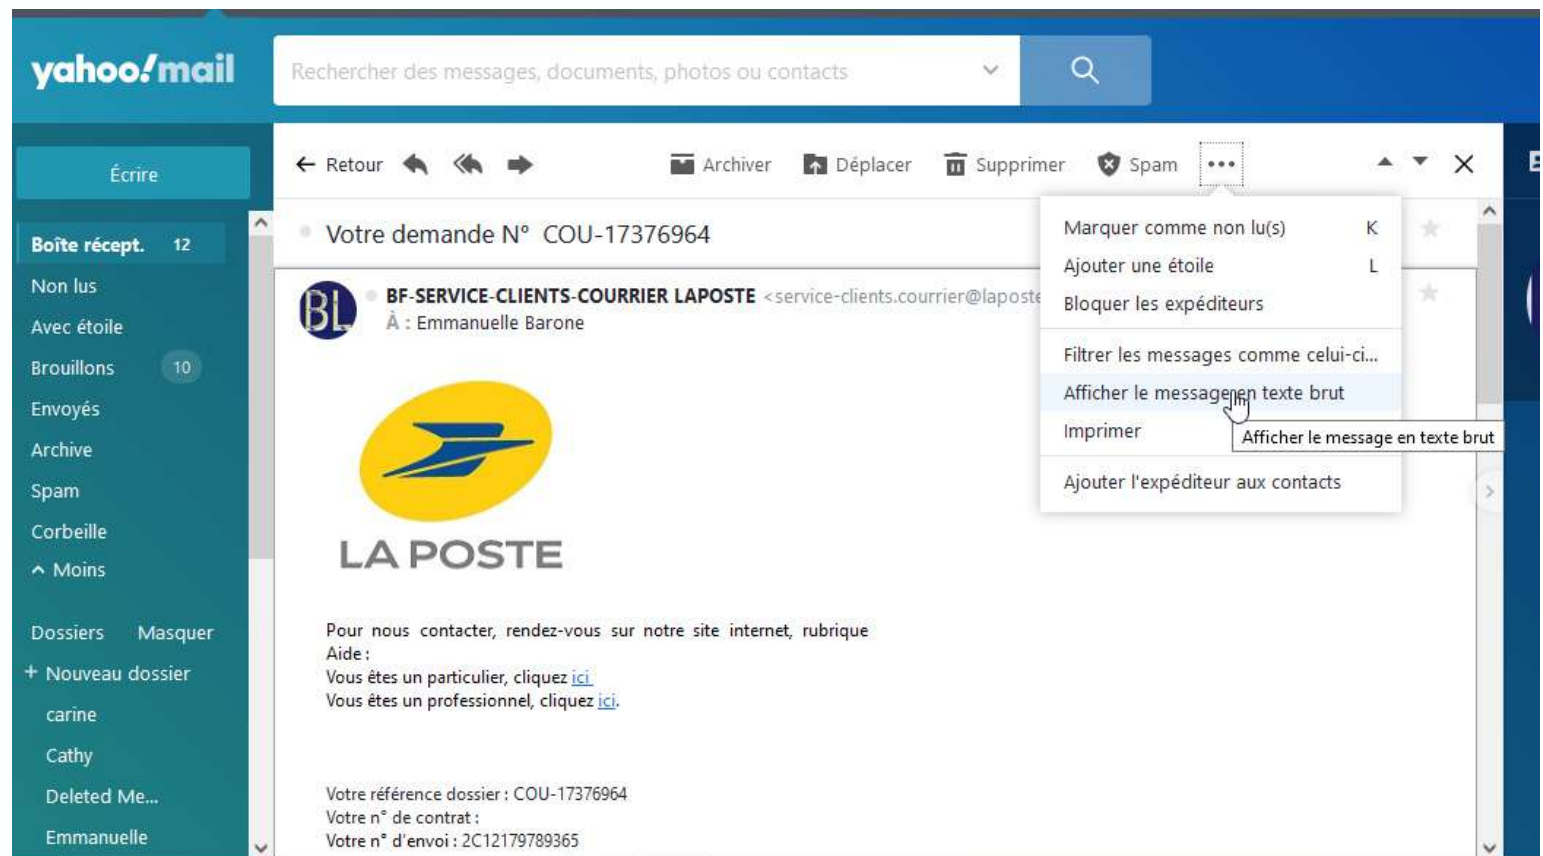 yahoo!mail
Rechercher des messages, documents, photos ou contacts
Écrire
Retour
Archiver
Déplacer
Supprimer
Spam
Boîte récept. 12
Non lus
Avec étoile
Brouillons 10
Envoyés
Archive
Spam
Corbeille
Moins
Dossiers Masquer
+ Nouveau dossier
carine
Cathy
Deleted Me...
Emmanuelle
Votre demande N° COU-17376964
BL
BF-SERVICE-CLIENTS-COURRIER LAPOSTE <service-clients.courrier@laposte
À : Emmanuelle Barone
Marquer comme non lu(s) K
Ajouter une étoile L
Bloquer les expéditeurs
Filtrer les messages comme celui-ci...
Afficher le message en texte brut
Imprimer
Afficher le message en texte brut
Ajouter l'expéditeur aux contacts
LA POSTE
Pour nous contacter, rendez-vous sur notre site internet, rubrique
Aide :
Vous êtes un particulier, cliquez ici
Vous êtes un professionnel, cliquez ici.
Votre référence dossier : COU-17376964
Votre n° de contrat :
Votre n° d'envoi : 2C12179789365